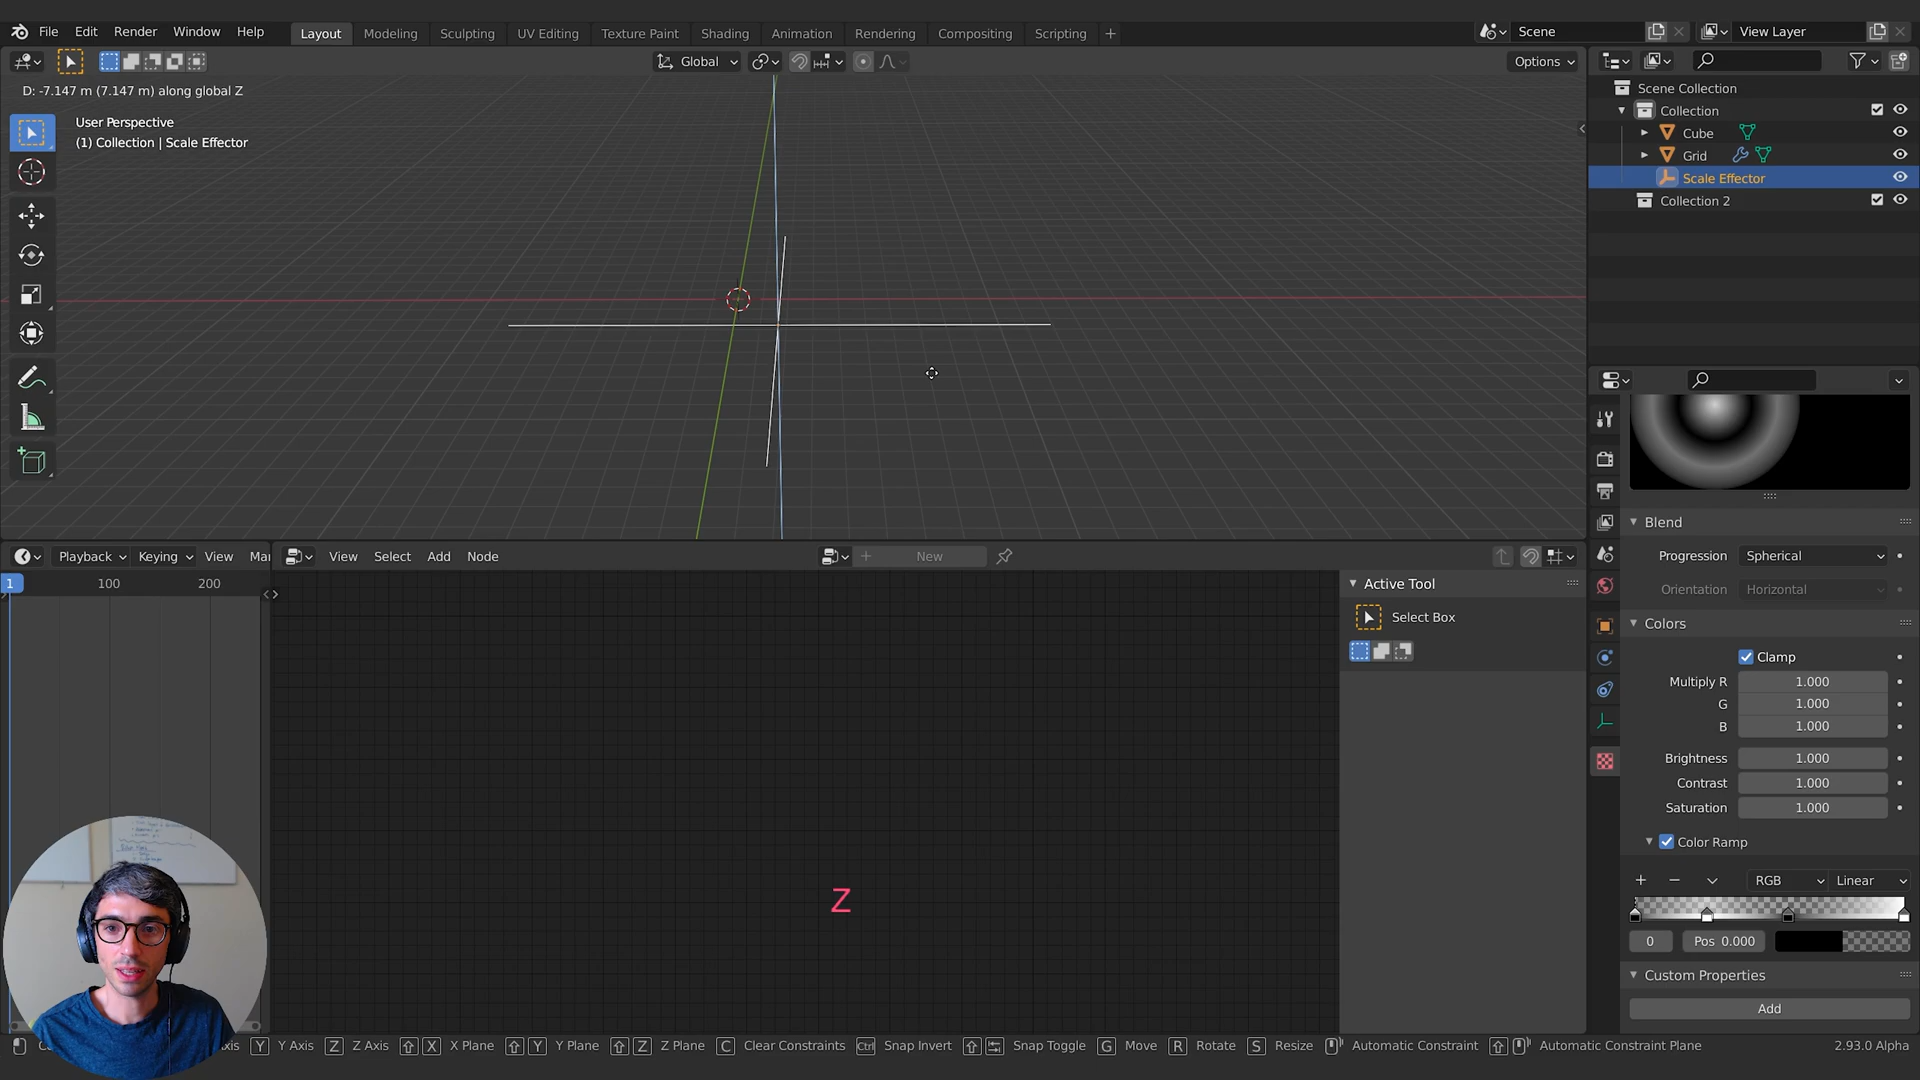 File Edit Render Window Help Layout Modeling Sculpting UV Editing Texture Paint Shading Animation Rendering Compositing Scripting + Scene View Layer
Global Options
D: -7.147 m (7.147 m) along global Z
User Perspective
(1) Collection | Scale Effector
Scene Collection
Collection
Cube
Grid
Scale Effector
Collection 2
Blend
Progression Spherical
Orientation Horizontal
Colors
Clamp
Multiply R 1.000
G 1.000
B 1.000
Brightness 1.000
Contrast 1.000
Saturation 1.000
Color Ramp
RGB Linear
0 Pos 0.000
Custom Properties
Add
Playback Keying View Ma
1 100 200
View Select Add Node New
Active Tool
Select Box
Z
Y Y Axis Z Z Axis X X Plane Y Y Plane Z Z Plane C Clear Constraints Ctrl Snap Invert Snap Toggle G Move R Rotate S Resize Automatic Constraint Automatic Constraint Plane 2.93.0 Alpha